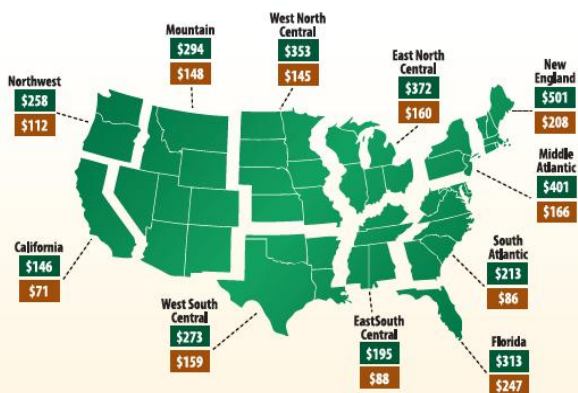 Mountain
$294
$148
West North
Central
$353
$145
East North
Central
$372
$160
New
England
$501
$208
Northwest
$258
$112
Middle
Atlantic
$401
$166
California
$146
$71
South
Atlantic
$213
$86
West South
Central
$273
$159
EastSouth
Central
$195
$88
Florida
$313
$247